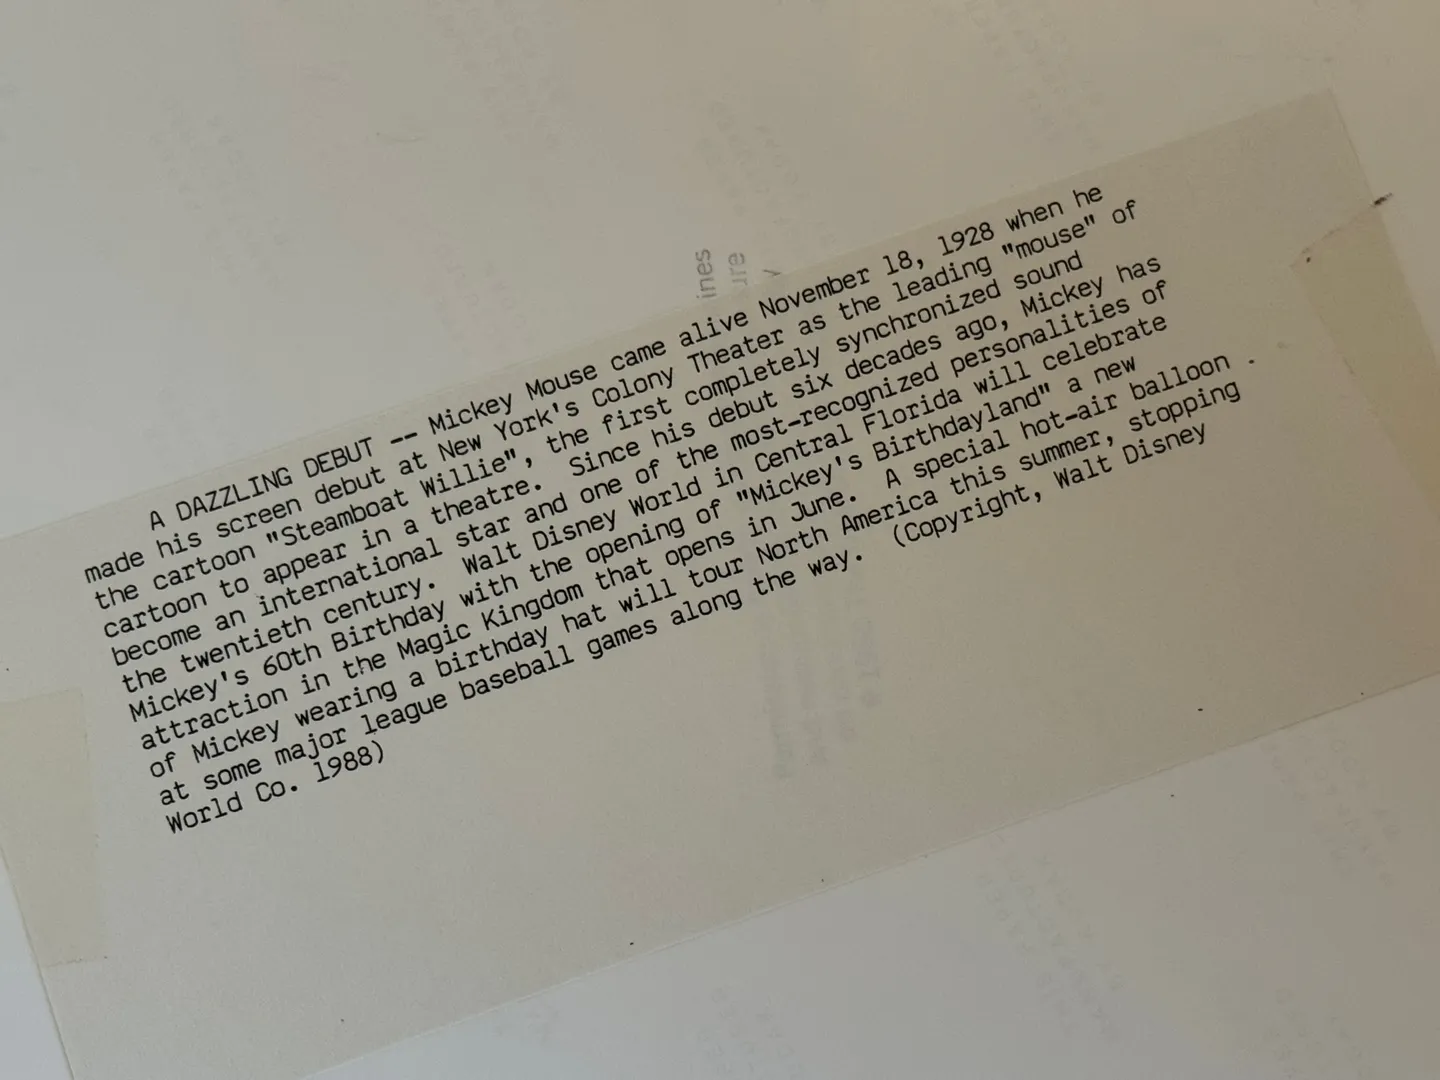 A DAZZLING DEBUT -- Mickey Mouse came alive November 18, 1928 when he
made his screen debut at New York's Colony Theater as the leading "mouse" of
the cartoon "Steamboat Willie", the first completely synchronized sound
cartoon to appear in a theatre. Since his debut six decades ago, Mickey has
become an international star and one of the most-recognized personalities of
the twentieth century. Walt Disney World in Central Florida will celebrate
Mickey's 60th Birthday with the opening of "Mickey's Birthdayland" a new
attraction in the Magic Kingdom that opens in June. A special hot-air balloon
of Mickey wearing a birthday hat will tour North America this summer, stopping
at some major league baseball games along the way. (Copyright, Walt Disney
World Co. 1988)